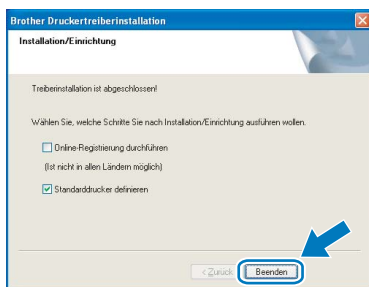 Brother Druckertreiberinstallation
Installation/Einrichtung
Treiberinstallation ist abgeschlossen!
Wählen Sie, welche Schritte Sie nach Installation/Einrichtung ausführen wollen.
Online-Registrierung durchführen
(Ist nicht in allen Ländern möglich)
Standarddrucker definieren
< Zurück
Beenden